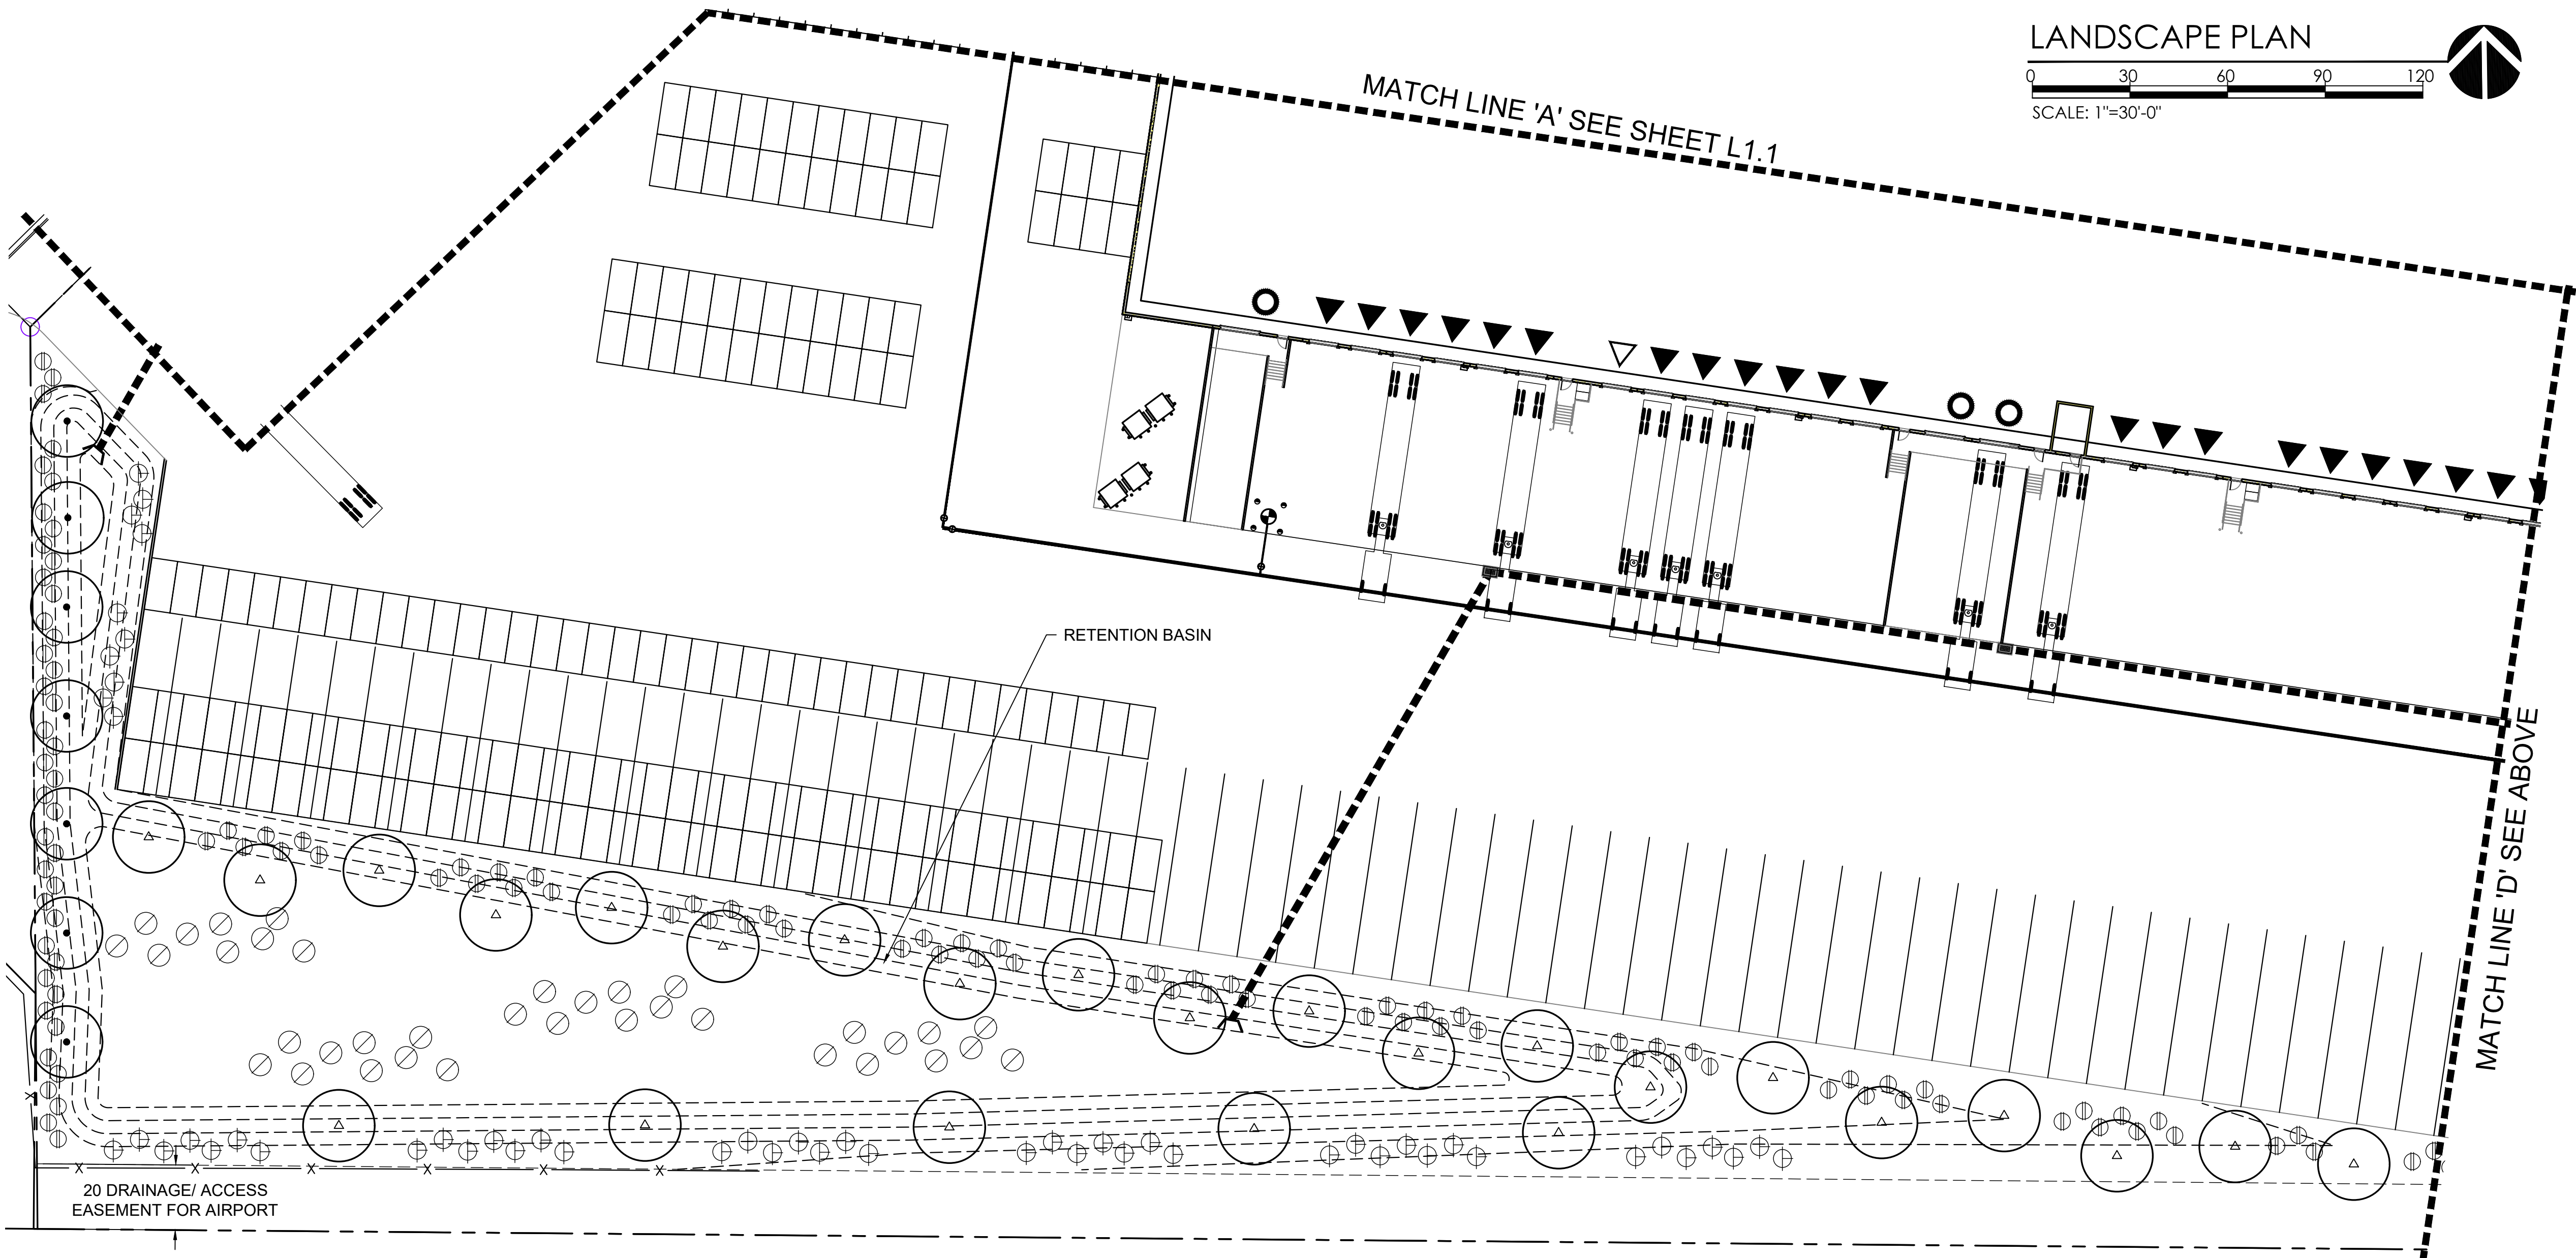 LANDSCAPE PLAN
0 30 60 90 120
SCALE: 1"=30'-0"
MATCH LINE 'A' SEE SHEET L1.1
RETENTION BASIN
MATCH LINE 'D' SEE ABOVE
20 DRAINAGE/ ACCESS
EASEMENT FOR AIRPORT